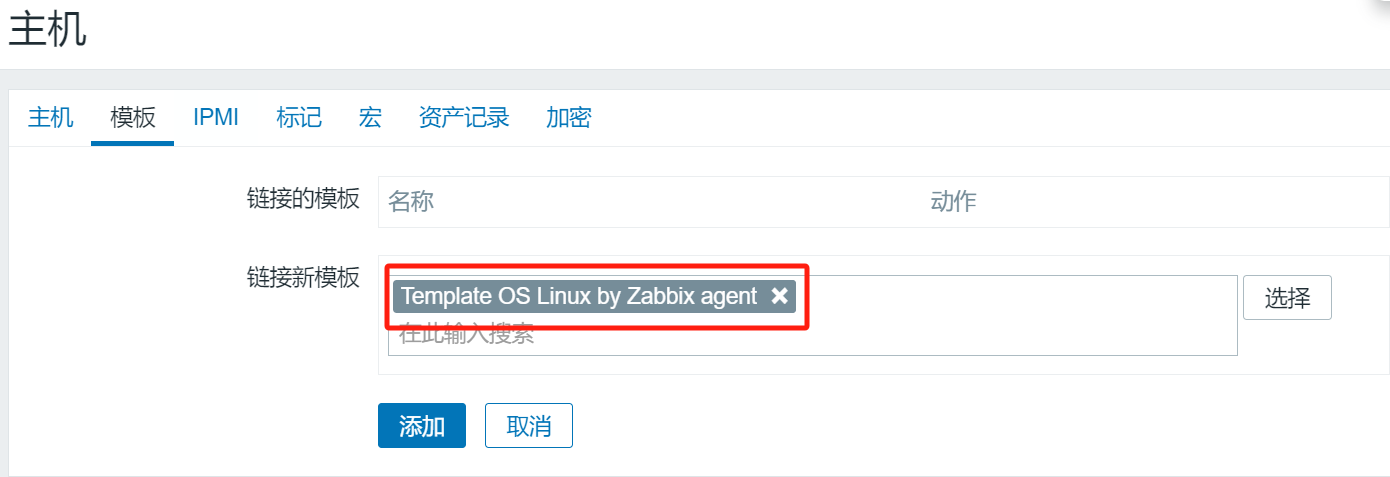 主机
主机 模板 IPMI 标记 宏 资产记录 加密
链接的模板 名称 动作
链接新模板
Template OS Linux by Zabbix agent
选择
在此输入搜索
添加 取消